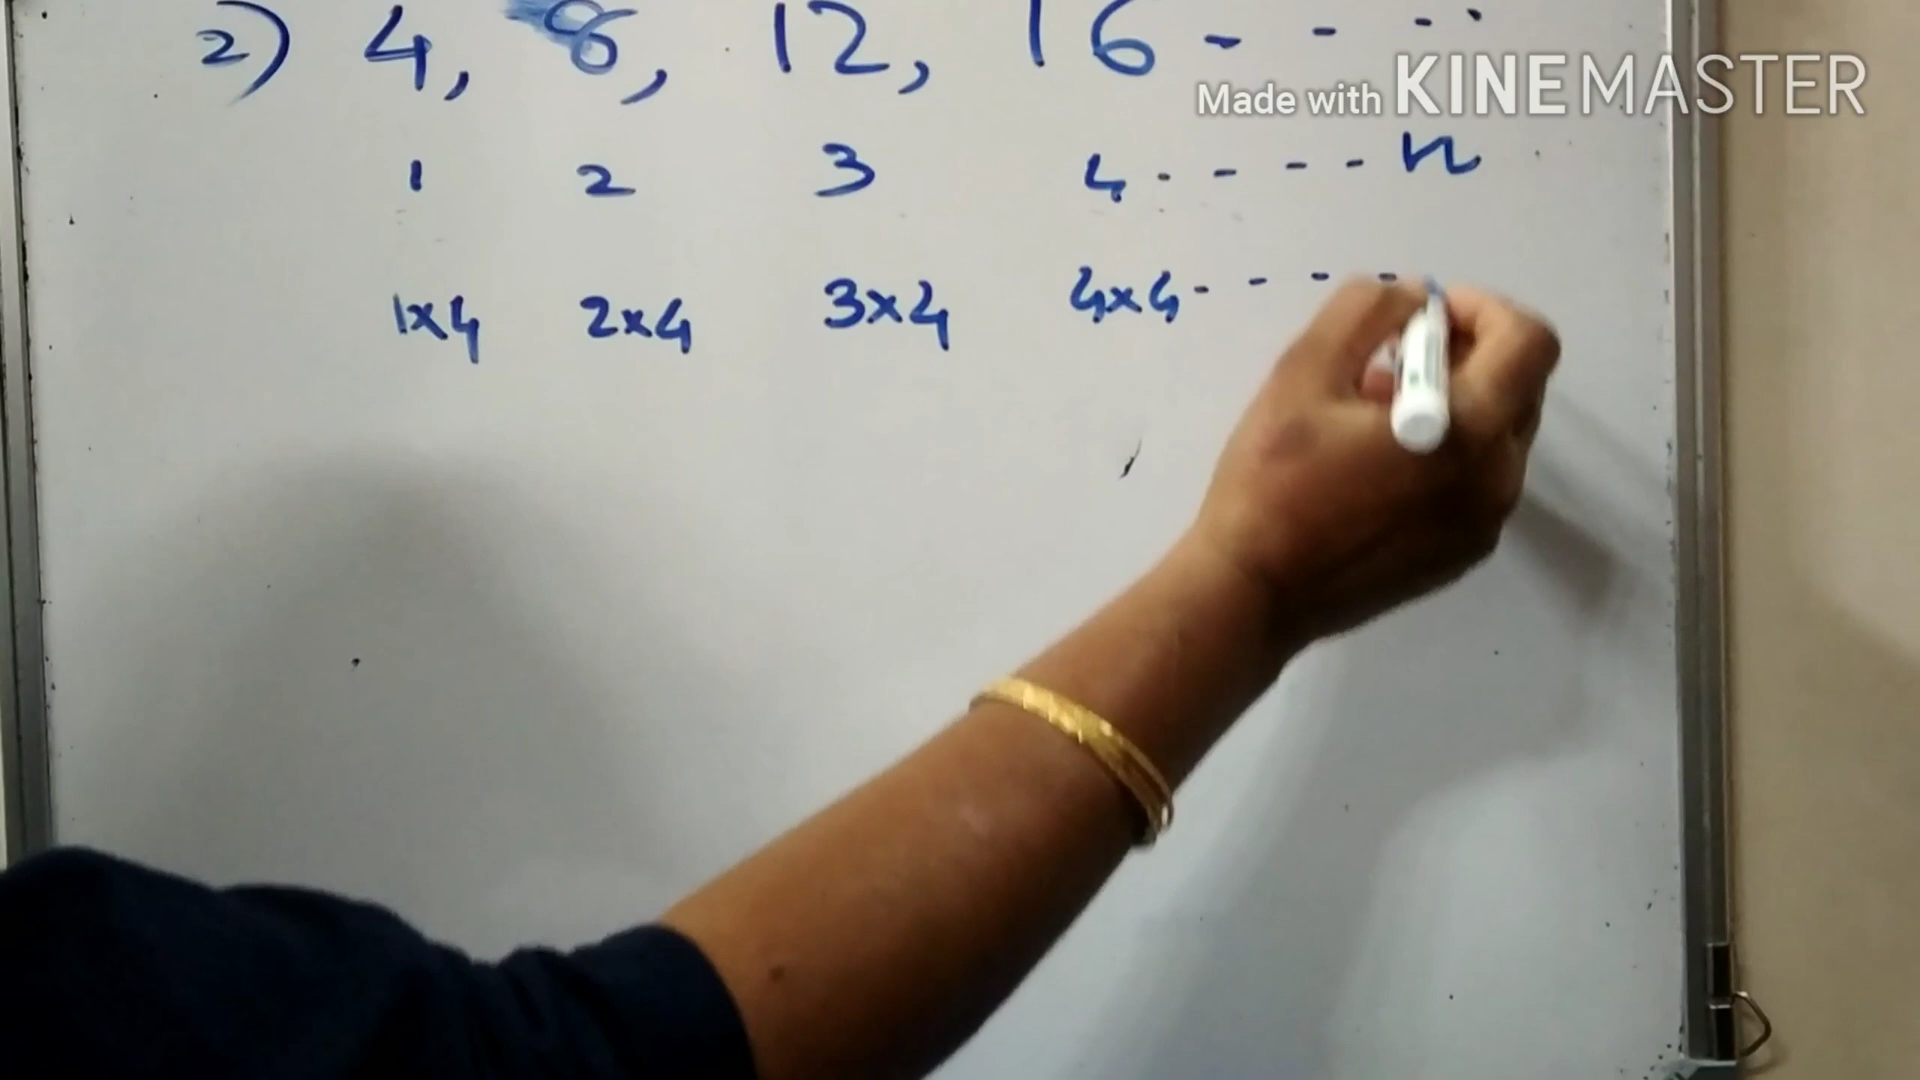 2) 4, 8, 12, 16 - - - -
Made with KINEMASTER
1 2 3 4 - - - - n
1x4 2x4 3x4 4x4 - - - -